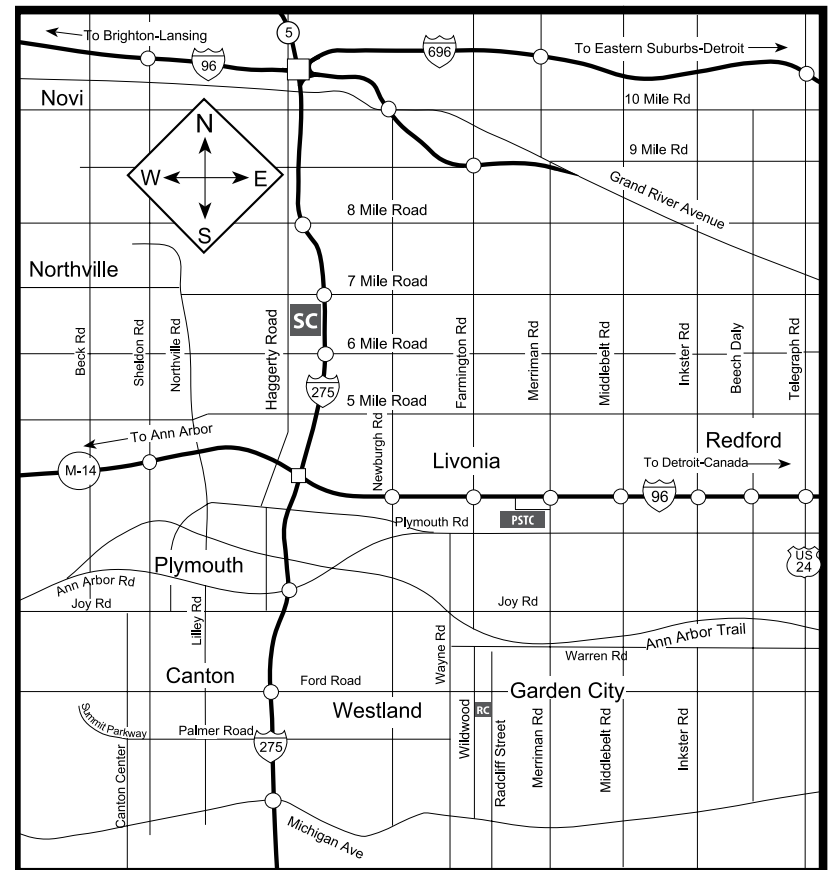 5
To Brighton-Lansing
96
696
To Eastern Suburbs-Detroit
Novi
10 Mile Rd
N
W
E
S
9 Mile Rd
Grand River Avenue
8 Mile Road
Northville
7 Mile Road
SC
6 Mile Road
Beck Rd
Sheldon Rd
Northville Rd
Haggerty Road
Farmington Rd
Merriman Rd
Middlebelt Rd
Inkster Rd
Beech Daly
Telegraph Rd
275
5 Mile Road
Newburgh Rd
To Ann Arbor
M-14
Livonia
Redford
To Detroit-Canada
96
PSTC
Plymouth Rd
Plymouth
US
24
Ann Arbor Rd
Joy Rd
Joy Rd
Lilley Rd
Wayne Rd
Ann Arbor Trail
Warren Rd
Canton
Ford Road
Westland
Garden City
RC
Summit Parkway
Palmer Road
275
Canton Center
Wildwood
Radcliff Street
Merriman Rd
Middlebelt Rd
Inkster Rd
Michigan Ave